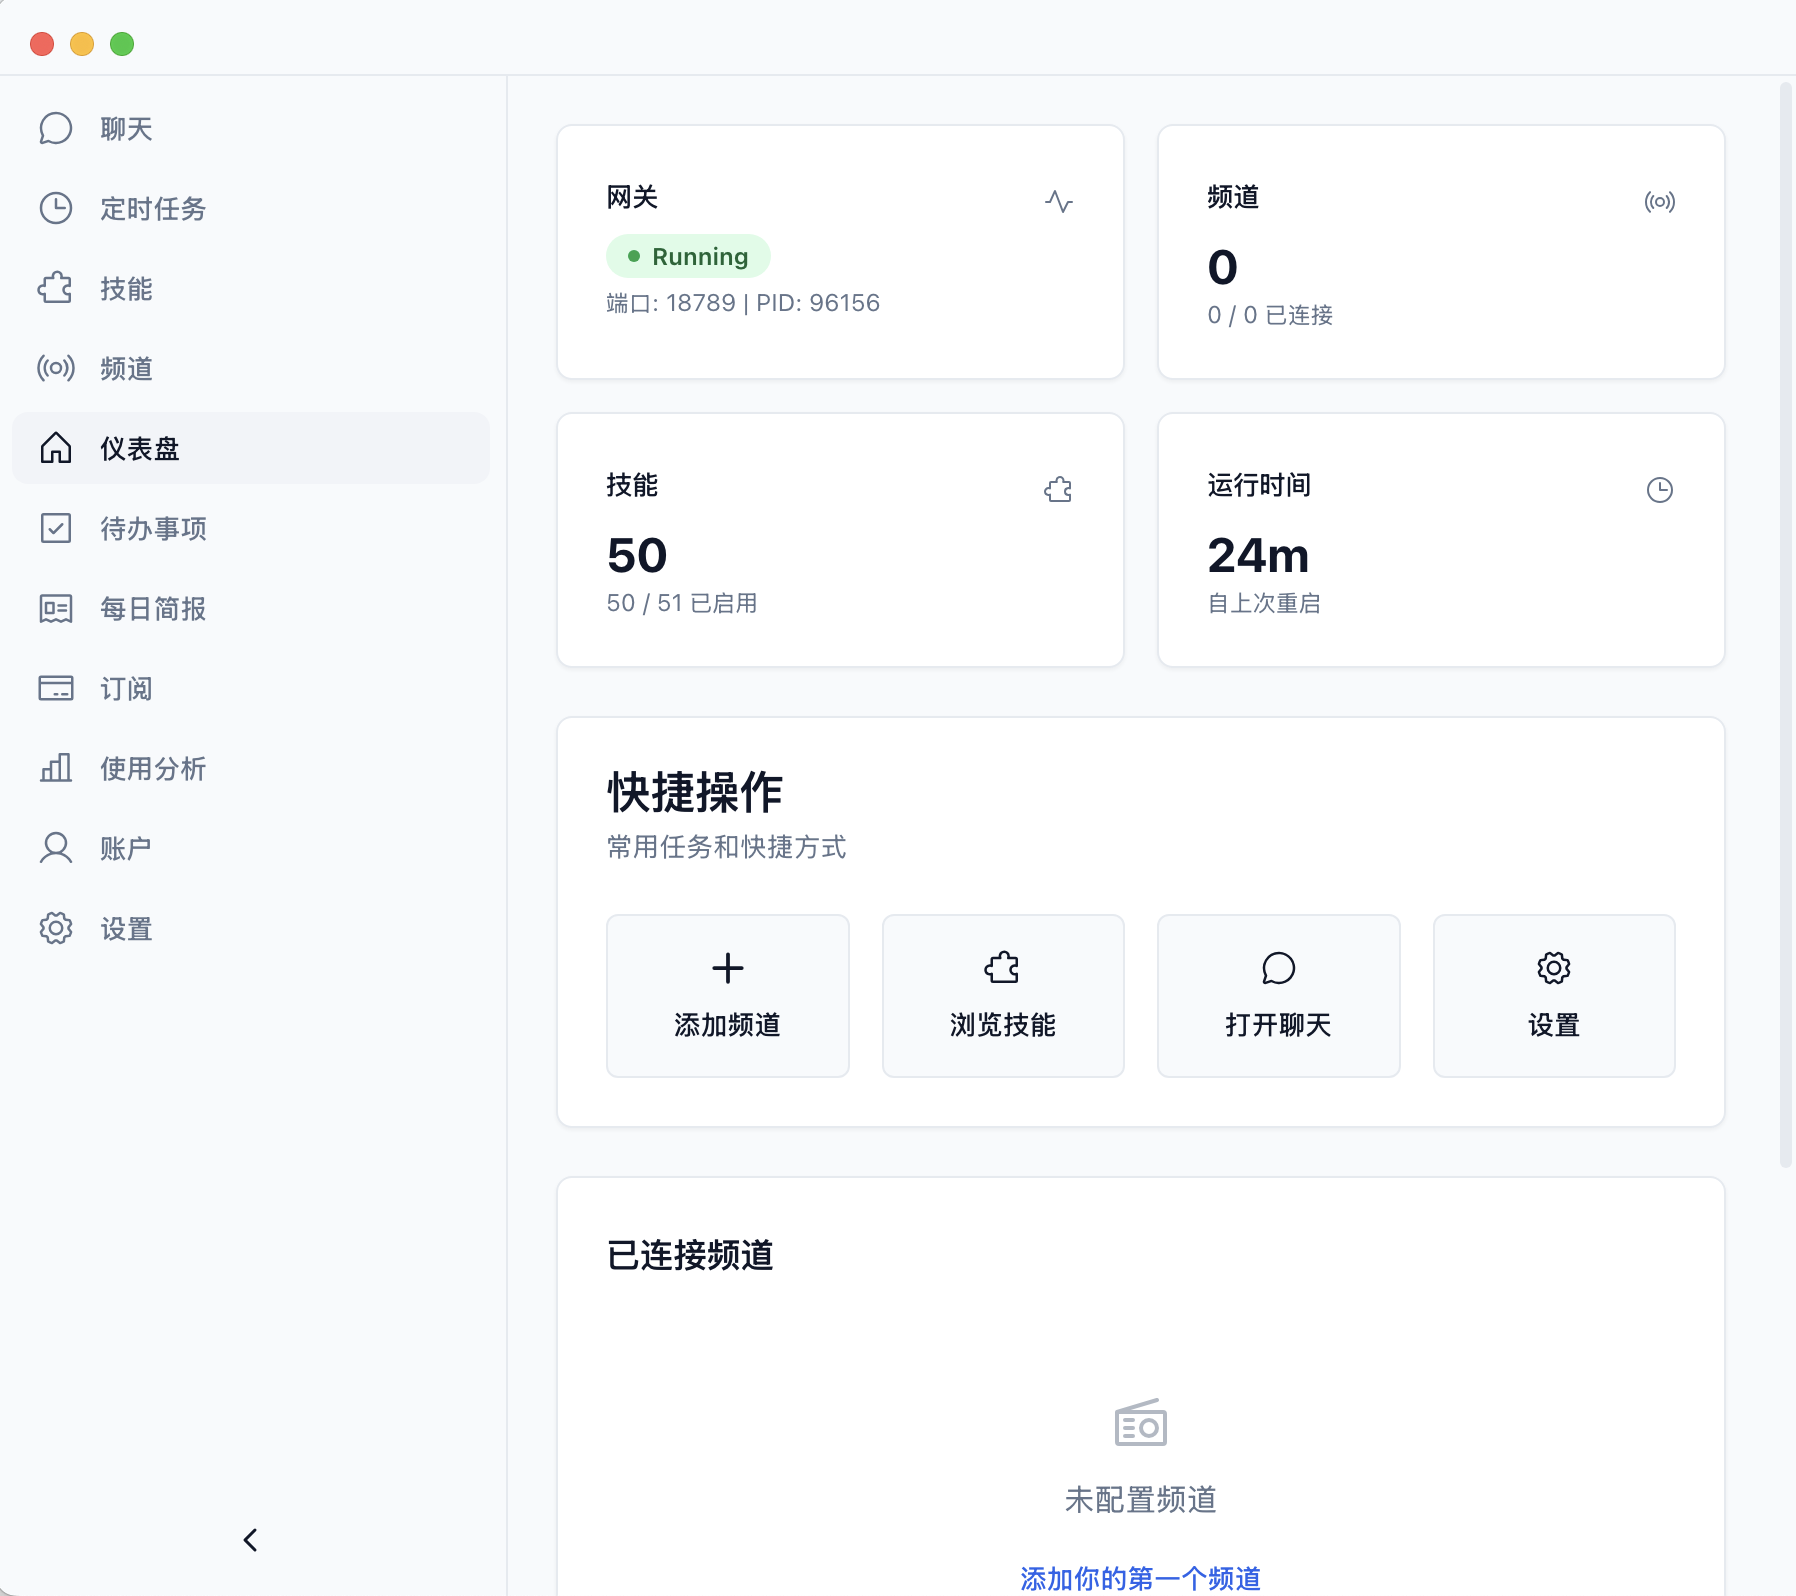 聊天
定时任务
技能
频道
仪表盘
待办事项
每日简报
订阅
使用分析
账户
设置
网关
Running
端口: 18789 | PID: 96156
频道
0
0 / 0 已连接
技能
50
50 / 51 已启用
运行时间
24m
自上次重启
快捷操作
常用任务和快捷方式
添加频道
浏览技能
打开聊天
设置
已连接频道
未配置频道
添加你的第一个频道